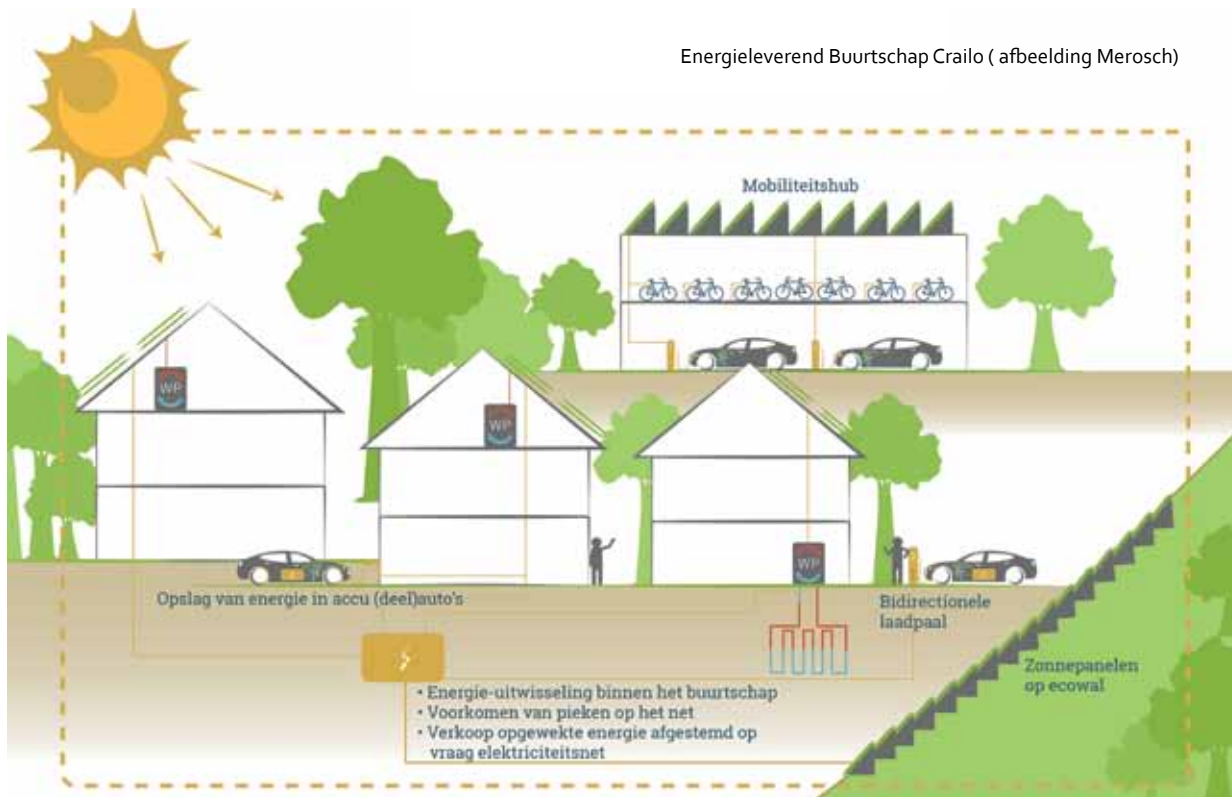 Energieleverend Buurtschap Crailo ( afbeelding Merosch)
Mobiliteitshub
WP
WP
WP
Opslag van energie in accu (deel)auto's
Bidirectionele
laadpaal
Zonnepanelen
op ecowal
• Energie-uitwisseling binnen het buurtschap
• Voorkomen van pieken op het net
• Verkoop opgewekte energie afgestemd op
vraag elektriciteitsnet